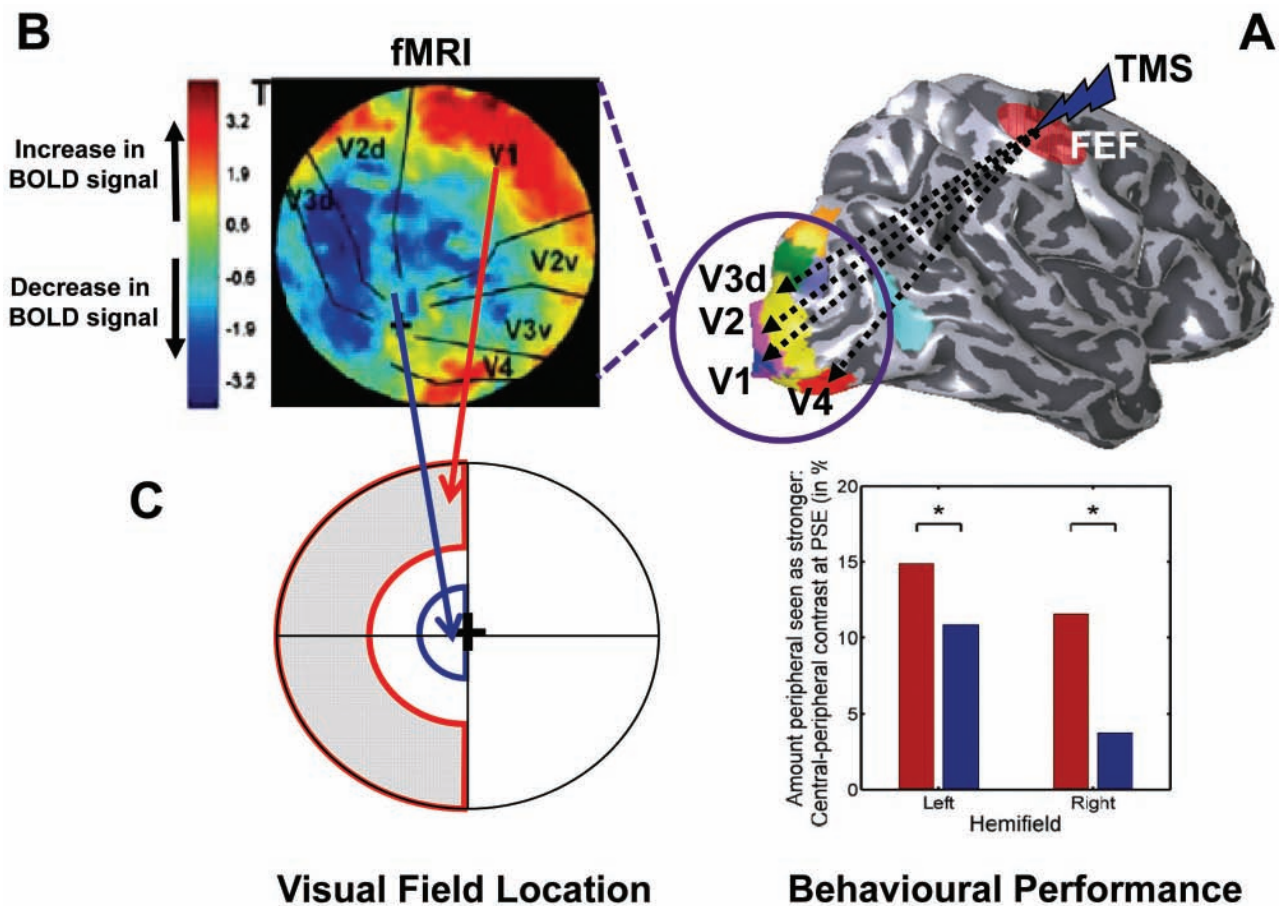 B
fMRI
A
TMS
FEF
T
3.2
1.9
0.6
-0.6
-1.9
-3.2
Increase in
BOLD signal
Decrease in
BOLD signal
V2d
V1
V3d
V2v
V3v
V4
V3d
V2
V1
V4
C
Amount peripheral seen as stronger:
Central-peripheral contrast at PSE (in %
20
15
10
5
0
*
*
Left
Right
Hemifield
Visual Field Location
Behavioural Performance